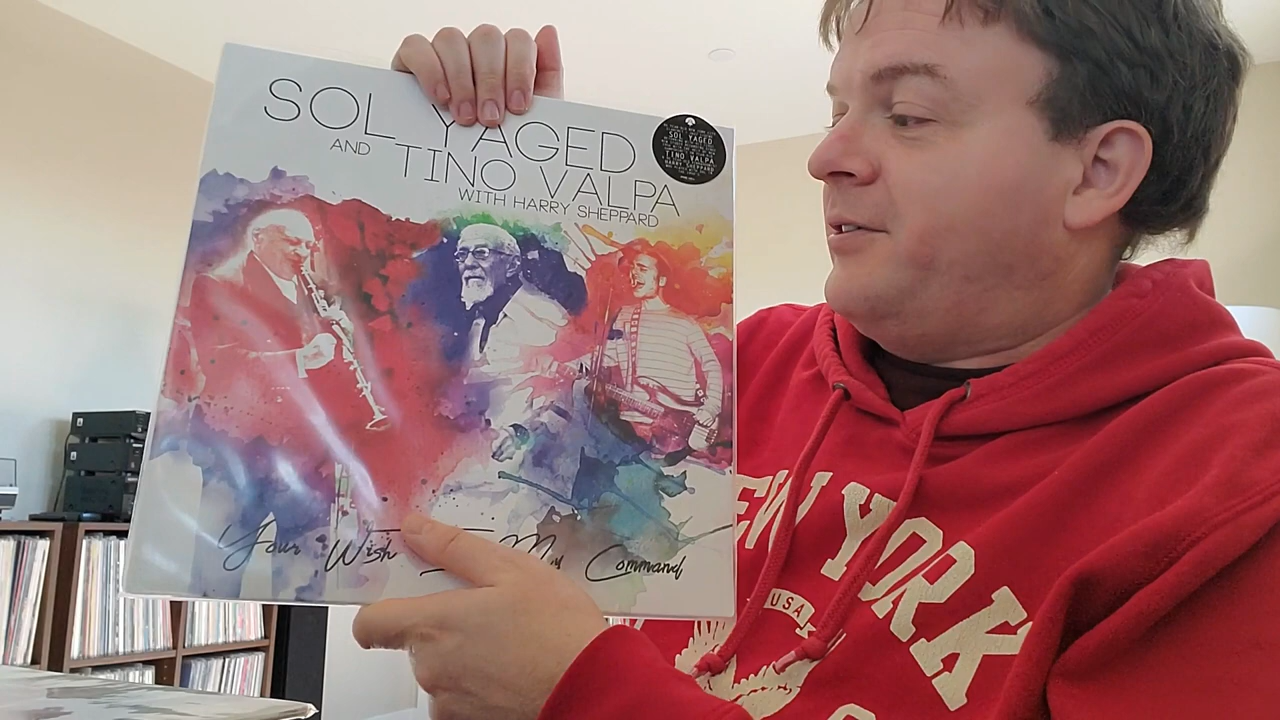 SOL YAGED
AND TINO VALPA
WITH HARRY SHEPPARD
SOL YAGED
TINO VALPA
HARRY SHEPPARD
Your Wish
My Command
NEW YORK
USA